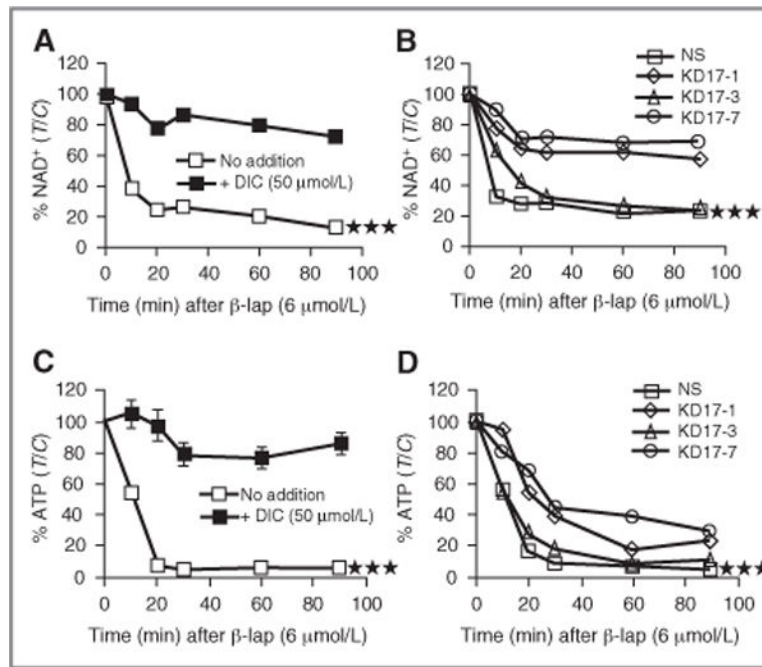 A
120
100
80
60
40
20
0
% NAD⁺ (T/C)
No addition
+ DIC (50 μmol/L)
★★★
0 20 40 60 80 100
Time (min) after β-lap (6 μmol/L)
B
120
100
80
60
40
20
0
% NAD⁺ (T/C)
NS
KD17-1
KD17-3
KD17-7
★★★
0 20 40 60 80 100
Time (min) after β-lap (6 μmol/L)
C
120
100
80
60
40
20
0
% ATP (T/C)
No addition
+ DIC (50 μmol/L)
★★★
0 20 40 60 80 100
Time (min) after β-lap (6 μmol/L)
D
120
100
80
60
40
20
0
% ATP (T/C)
NS
KD17-1
KD17-3
KD17-7
★★★
0 20 40 60 80 100
Time (min) after β-lap (6 μmol/L)